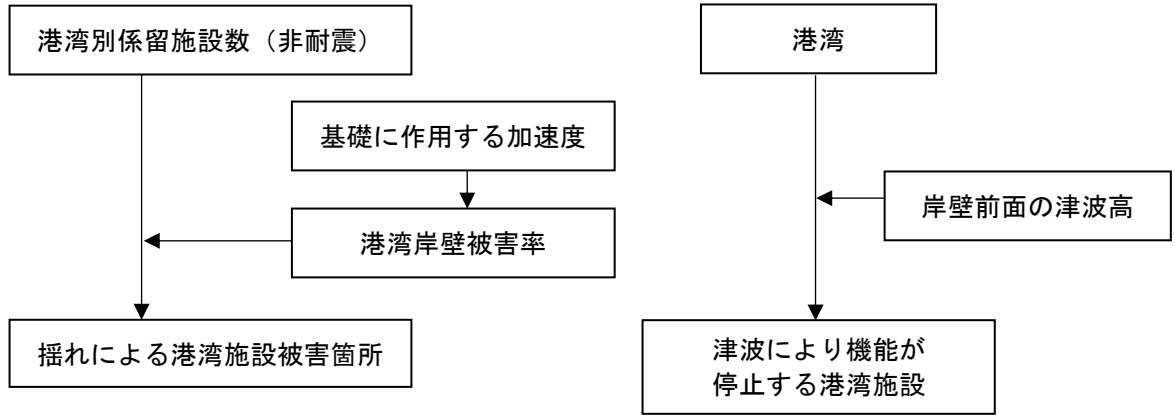 港湾別係留施設数（非耐震）
基礎に作用する加速度
港湾岸壁被害率
揺れによる港湾施設被害箇所
港湾
岸壁前面の津波高
津波により機能が
停止する港湾施設